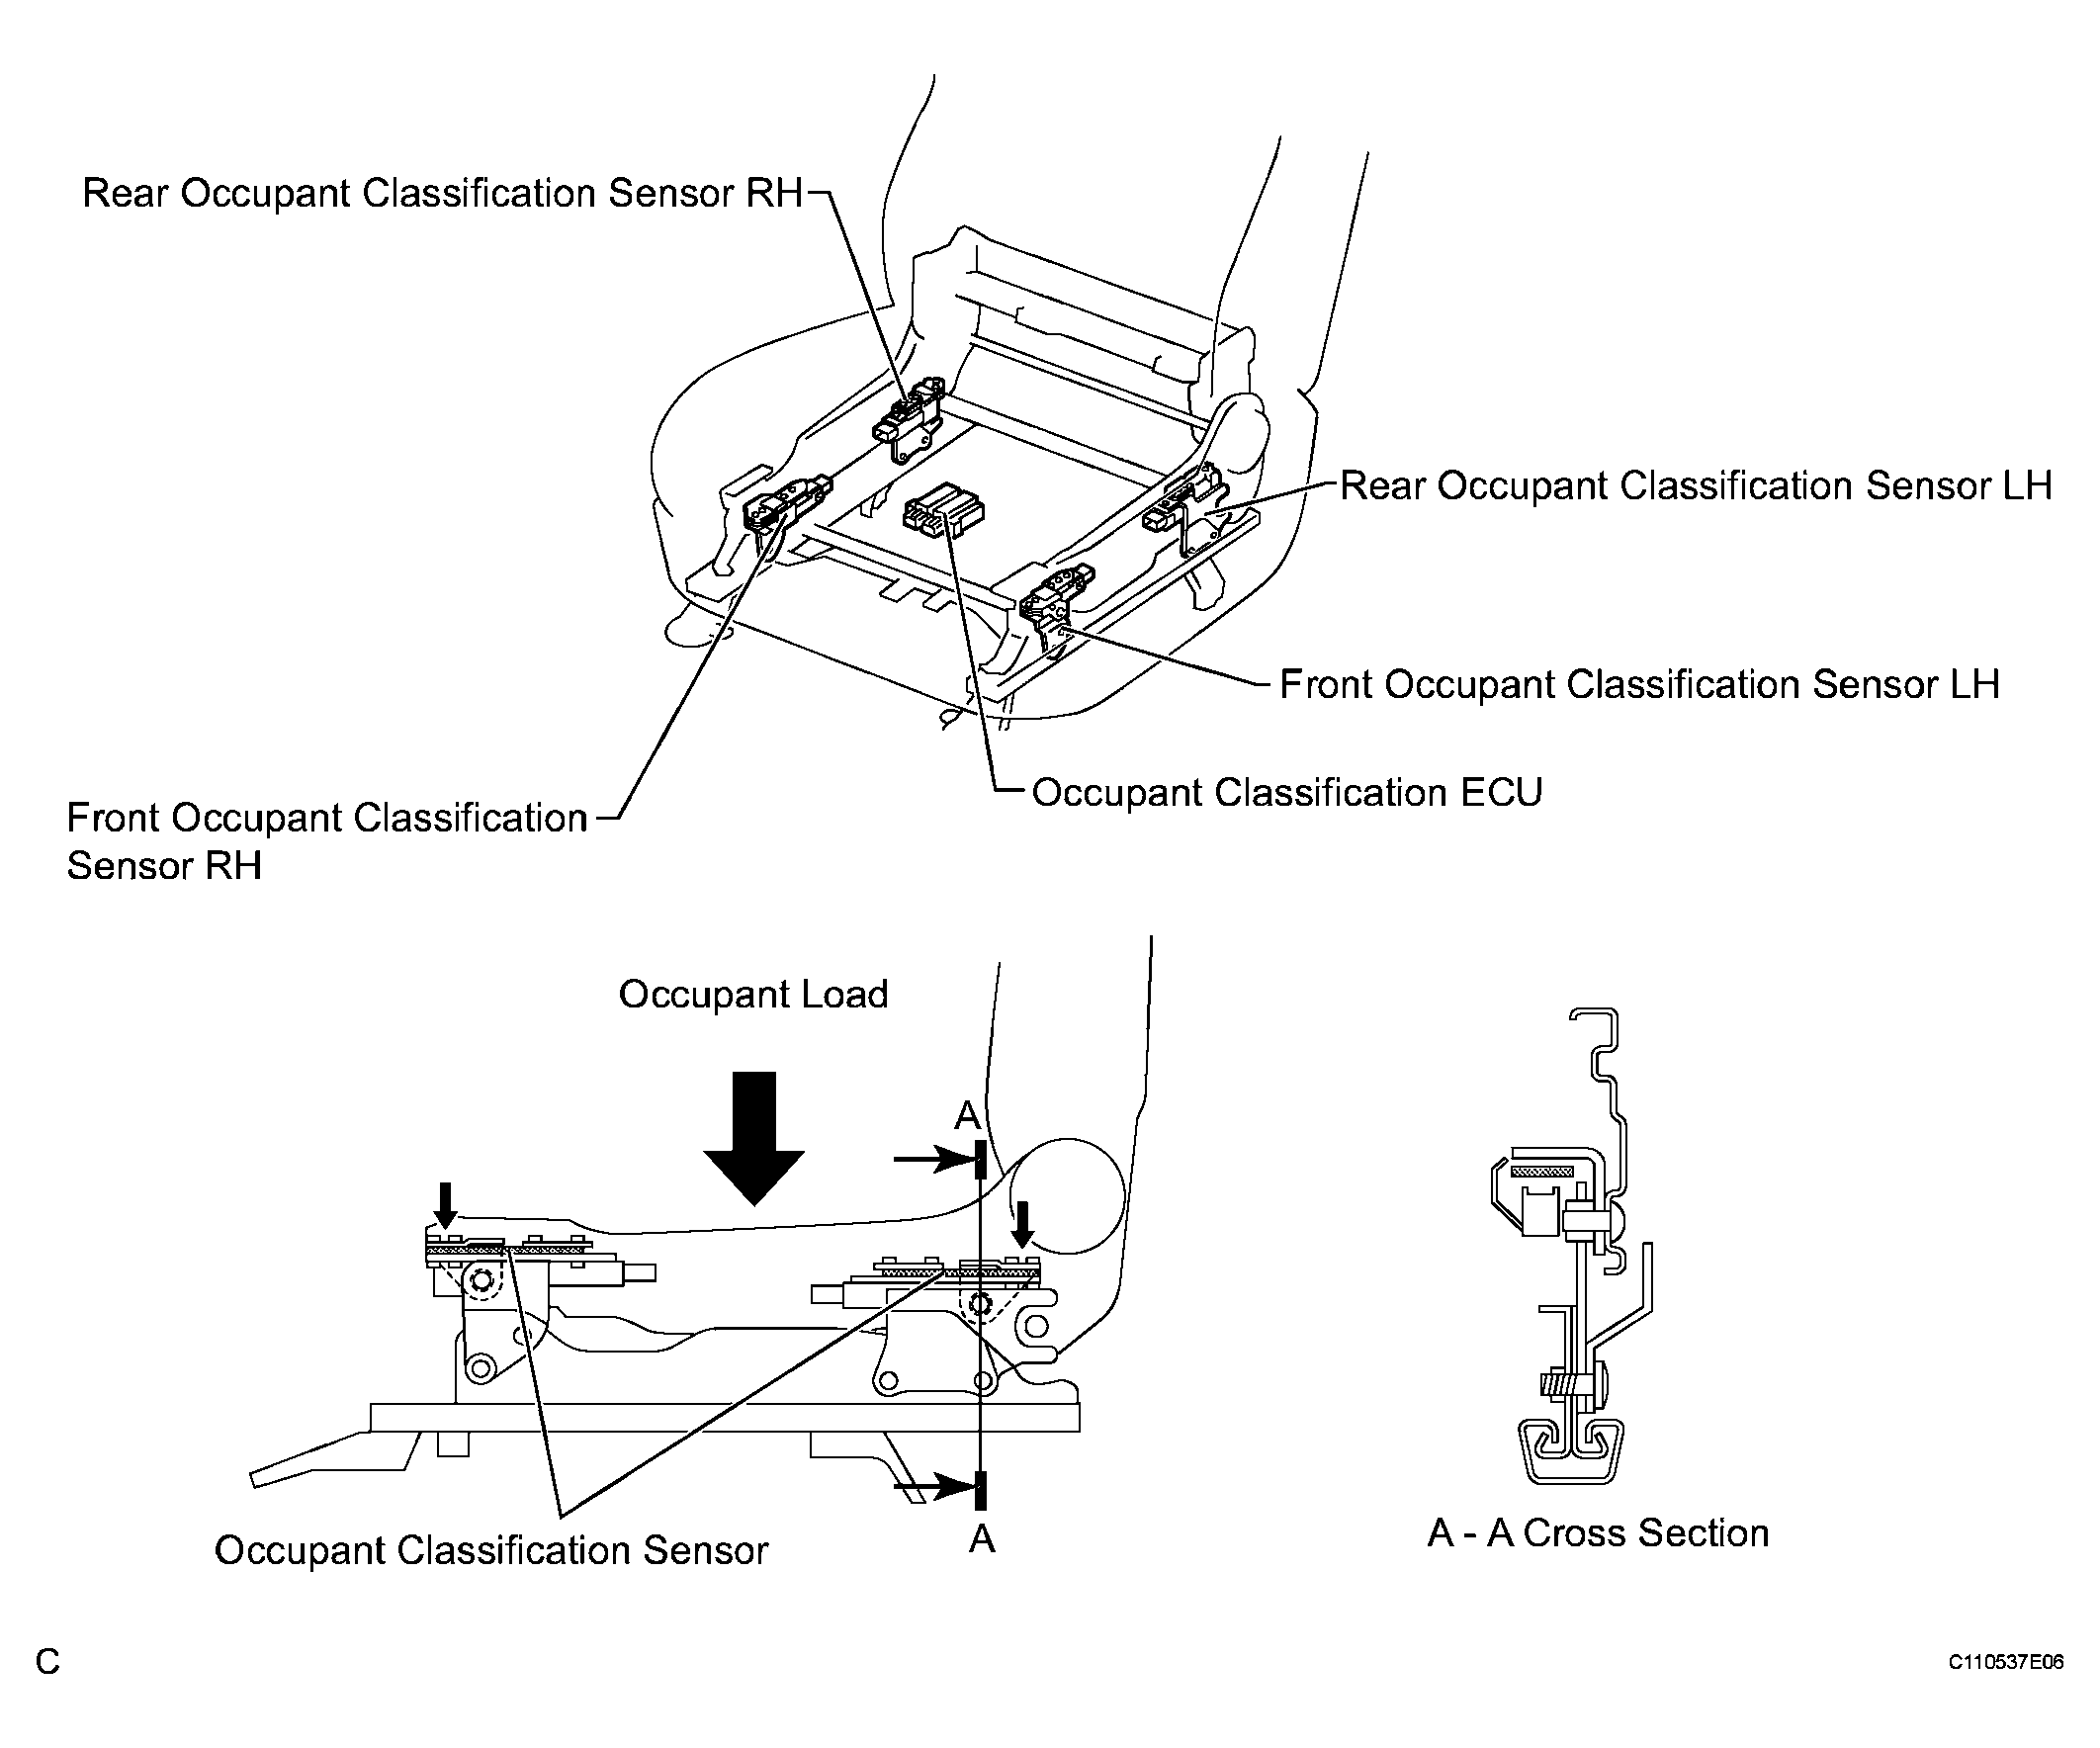 Rear Occupant Classification Sensor RH
Rear Occupant Classification Sensor LH
Front Occupant Classification Sensor LH
Occupant Classification ECU
Front Occupant Classification
Sensor RH
Occupant Load
A
A
Occupant Classification Sensor
A - A Cross Section
C
C110537E06